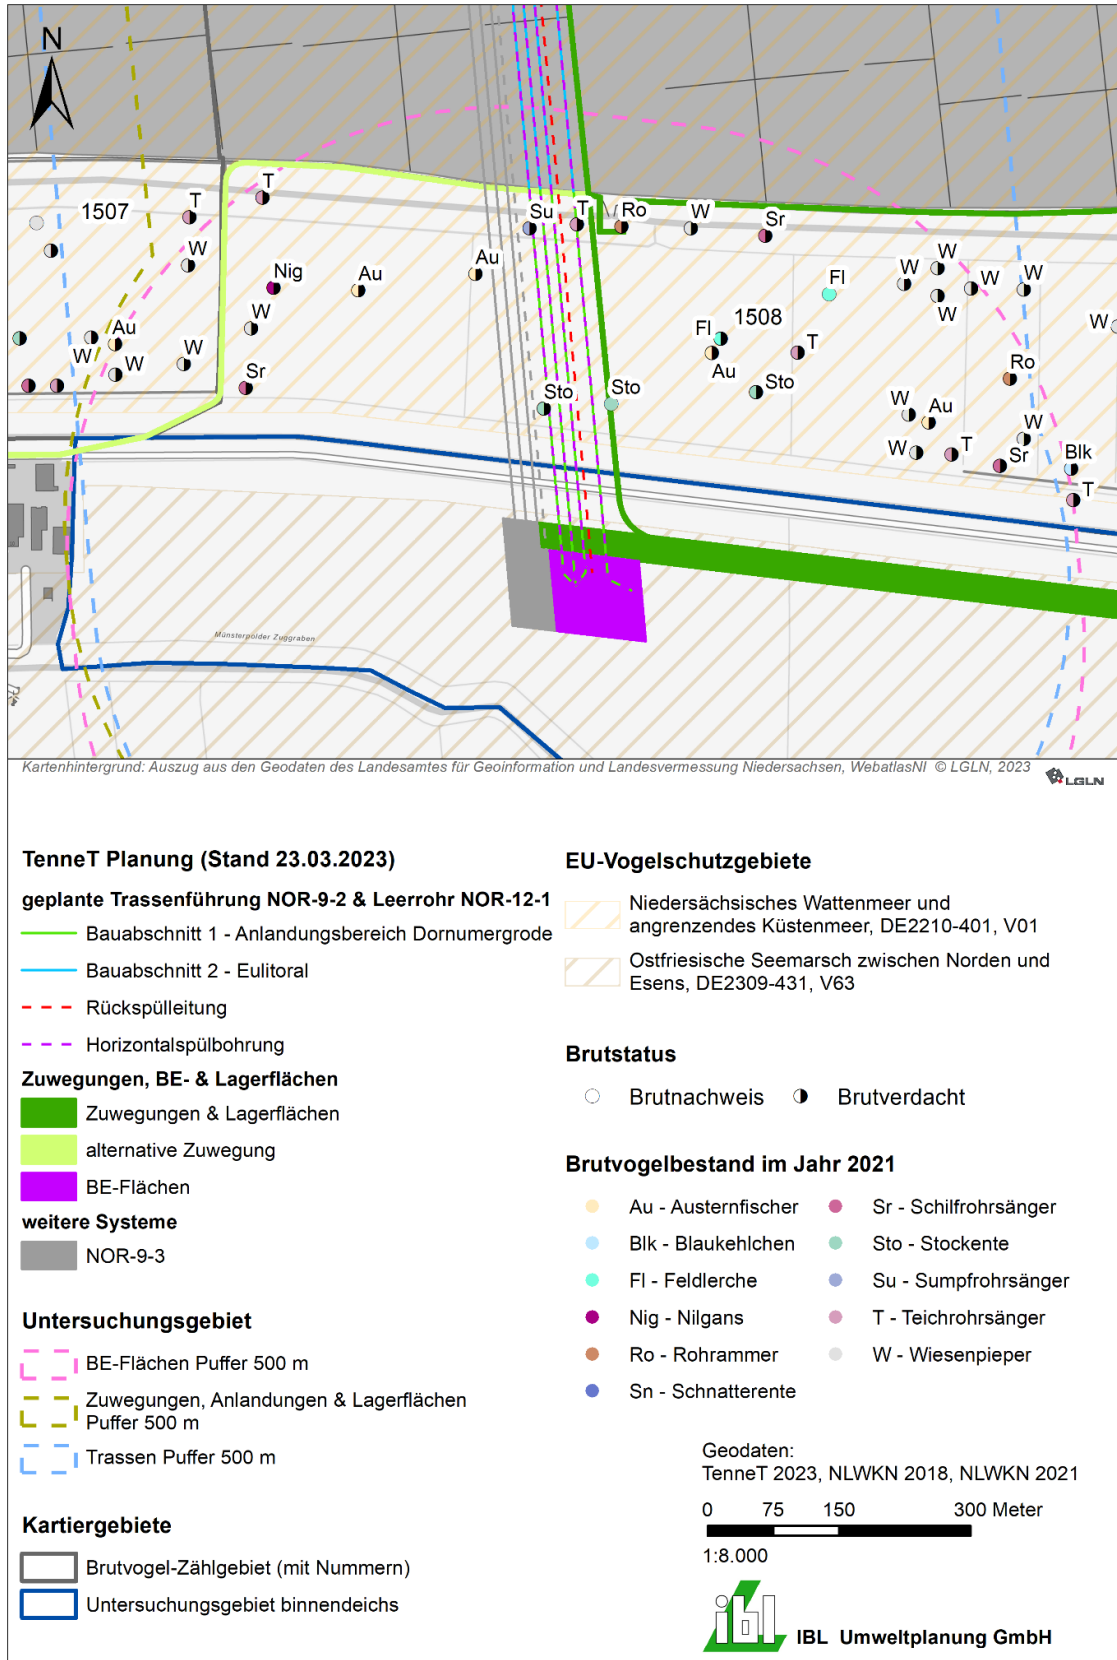 N
1507
T
T
W
Nig
Au
Au
Su
T
Ro
W
Sr
Fl
W
W
W
W
W
W
1508
Fl
Au
T
Sto
Au
W
W
W
W
Sr
Sto
Sto
Ro
W
Au
W
W
T
Sr
Blk
T
Münsterpolder Zuggraben
Kartenhintergrund: Auszug aus den Geodaten des Landesamtes für Geoinformation und Landesvermessung Niedersachsen, WebatlasNI © LGLN, 2023
LGLN
TenneT Planung (Stand 23.03.2023)
geplante Trassenführung NOR-9-2 & Leerrohr NOR-12-1
Bauabschnitt 1 - Anlandungsbereich Dornumergrode
Bauabschnitt 2 - Eulitoral
Rückspülleitung
Horizontalspülbohrung
Zuwegungen, BE- & Lagerflächen
Zuwegungen & Lagerflächen
alternative Zuwegung
BE-Flächen
weitere Systeme
NOR-9-3
Untersuchungsgebiet
BE-Flächen Puffer 500 m
Zuwegungen, Anlandungen & Lagerflächen
Puffer 500 m
Trassen Puffer 500 m
Kartiergebiete
Brutvogel-Zählgebiet (mit Nummern)
Untersuchungsgebiet binnendeichs
EU-Vogelschutzgebiete
Niedersächsisches Wattenmeer und
angrenzendes Küstenmeer, DE2210-401, V01
Ostfriesische Seemarsch zwischen Norden und
Esens, DE2309-431, V63
Brutstatus
Brutnachweis
Brutverdacht
Brutvogelbestand im Jahr 2021
Au - Austernfischer
Blk - Blaukehlchen
Fl - Feldlerche
Nig - Nilgans
Ro - Rohrammer
Sn - Schnatterente
Sr - Schilfrohrsänger
Sto - Stockente
Su - Sumpfrohrsänger
T - Teichrohrsänger
W - Wiesenpieper
Geodaten:
TenneT 2023, NLWKN 2018, NLWKN 2021
0 75 150 300 Meter
1:8.000
ibl
IBL Umweltplanung GmbH